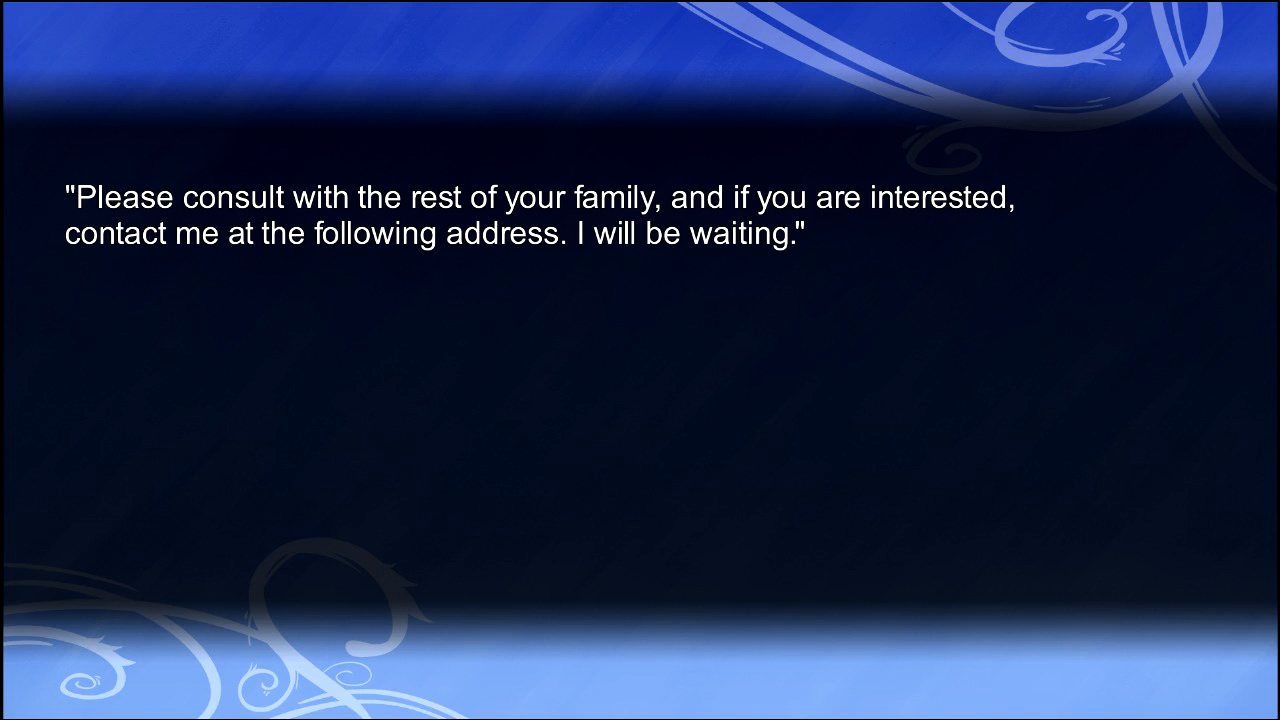 "Please consult with the rest of your family, and if you are interested,
contact me at the following address. I will be waiting."